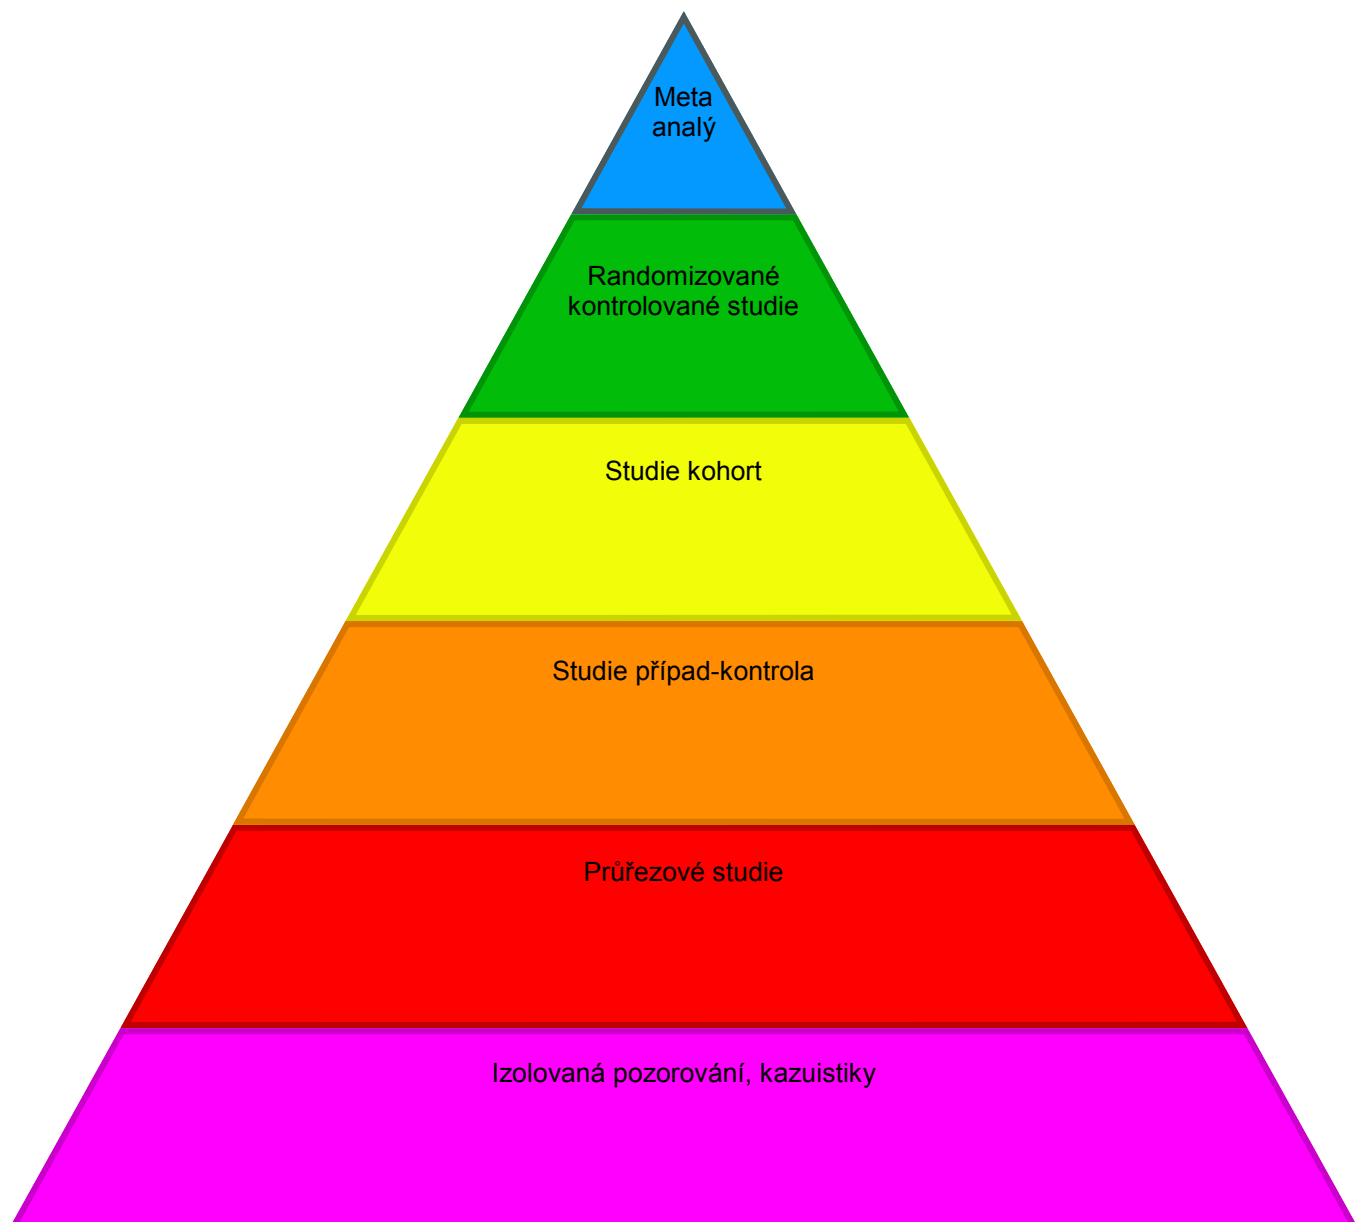 Meta
analý
Randomizované
kontrolované studie
Studie kohort
Studie případ-kontrola
Průřezové studie
Izolovaná pozorování, kazuistiky